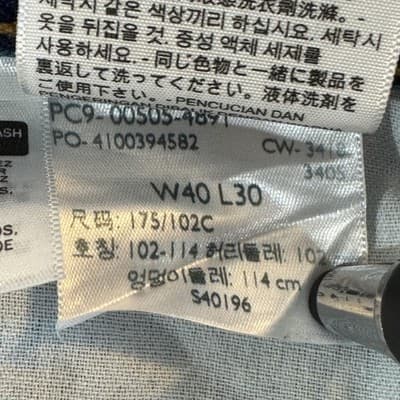 세탁시 같은 색상끼리 하십시요. 세탁시
옷을 뒤집을 것. 중성 액체 세제를
사용하세요. - 同じ色物と一緒に製品を
裏返して洗ってください。液体洗剤を
ご使用下さい。- PENCUCIAN DAN
ASH
PC9-00505-4891
PO-4100394582
CW-3418
3405
W40 L30
尺码: 175/102C
호칭: 102-114 허리둘레: 102
엉덩이둘레: 114 cm
S40196